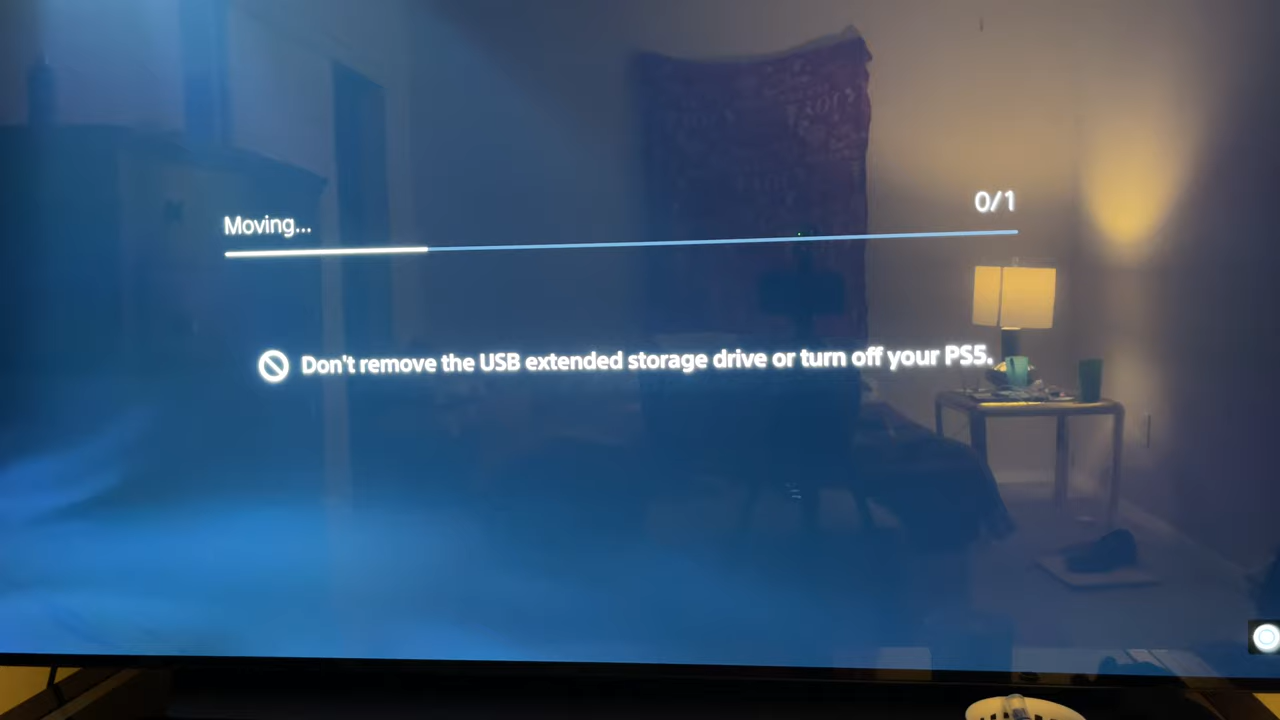 0/1
Moving...
Don't remove the USB extended storage drive or turn off your PS5.